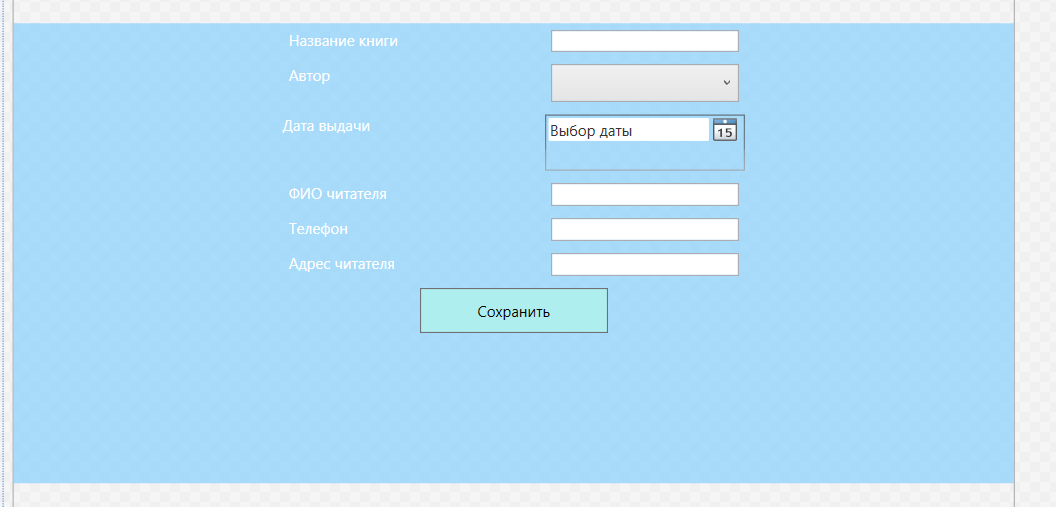 Название книги
Автор
Дата выдачи
Выбор даты
15
ФИО читателя
Телефон
Адрес читателя
Сохранить